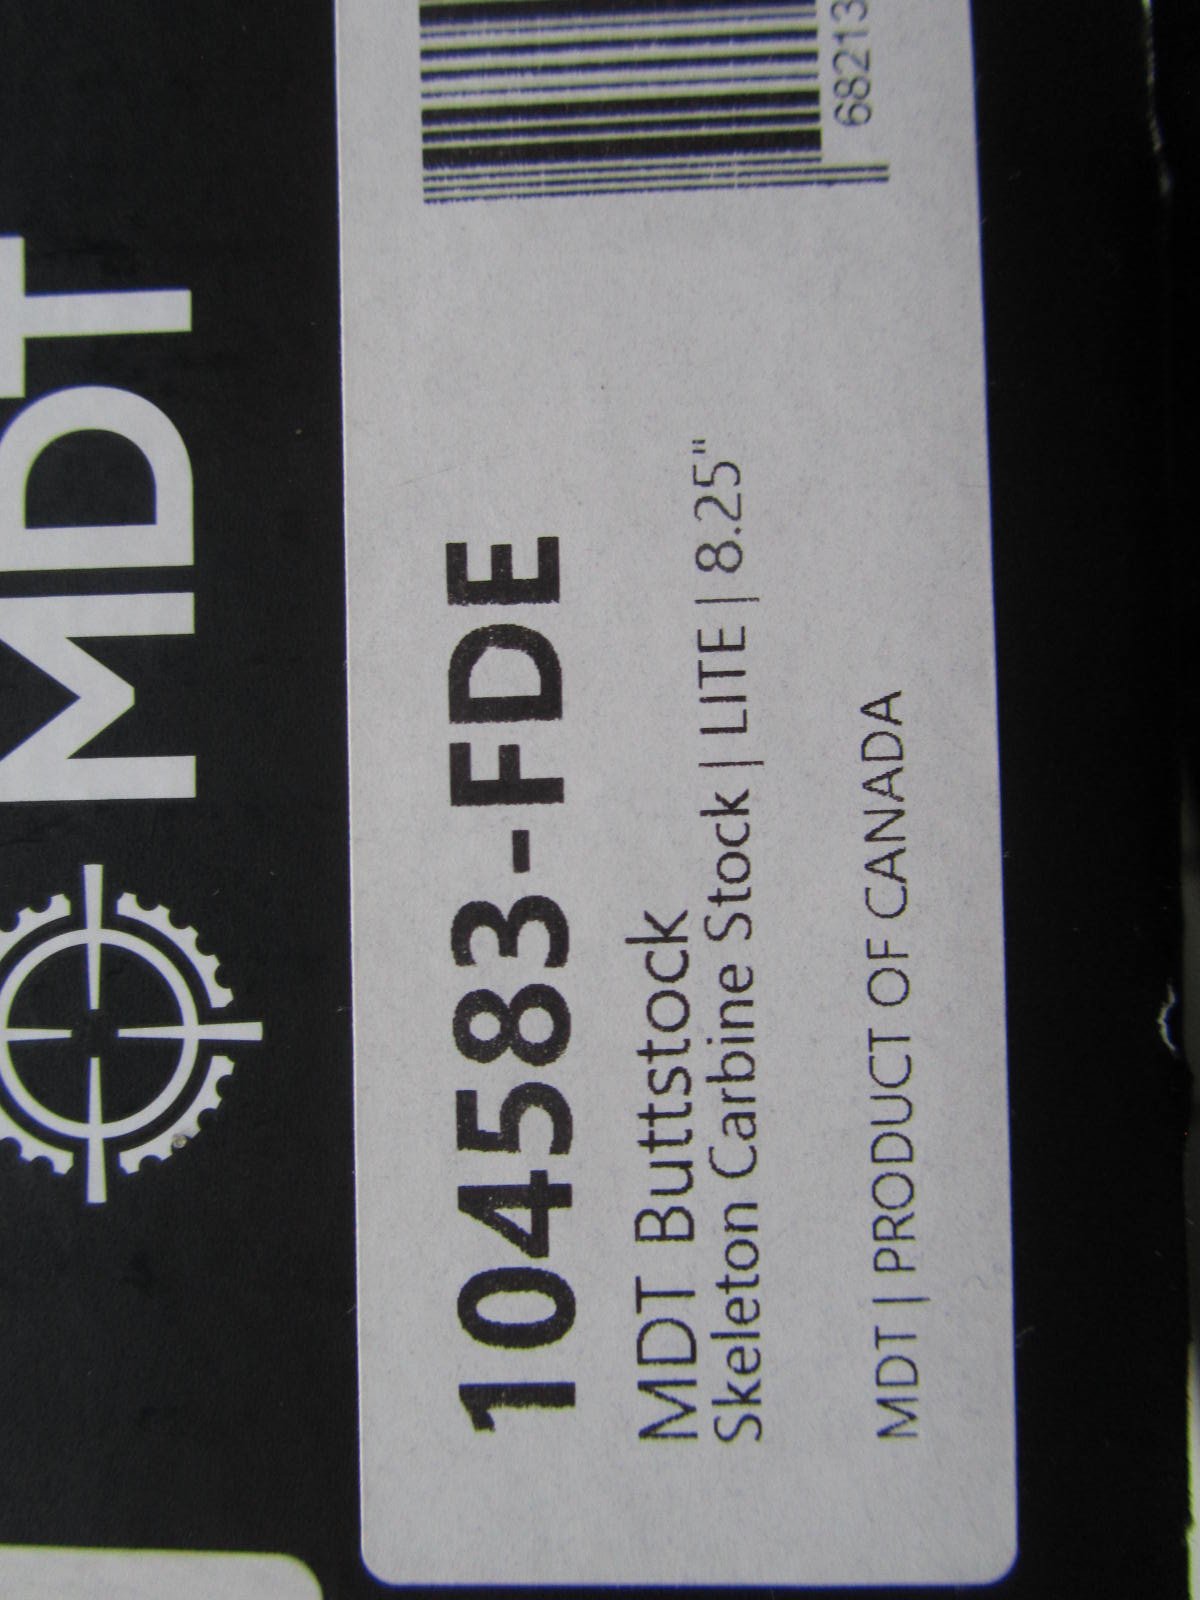 MDT
104583-FDE
MDT Buttstock
Skeleton Carbine Stock | LITE | 8.25"
MDT | PRODUCT OF CANADA
68213